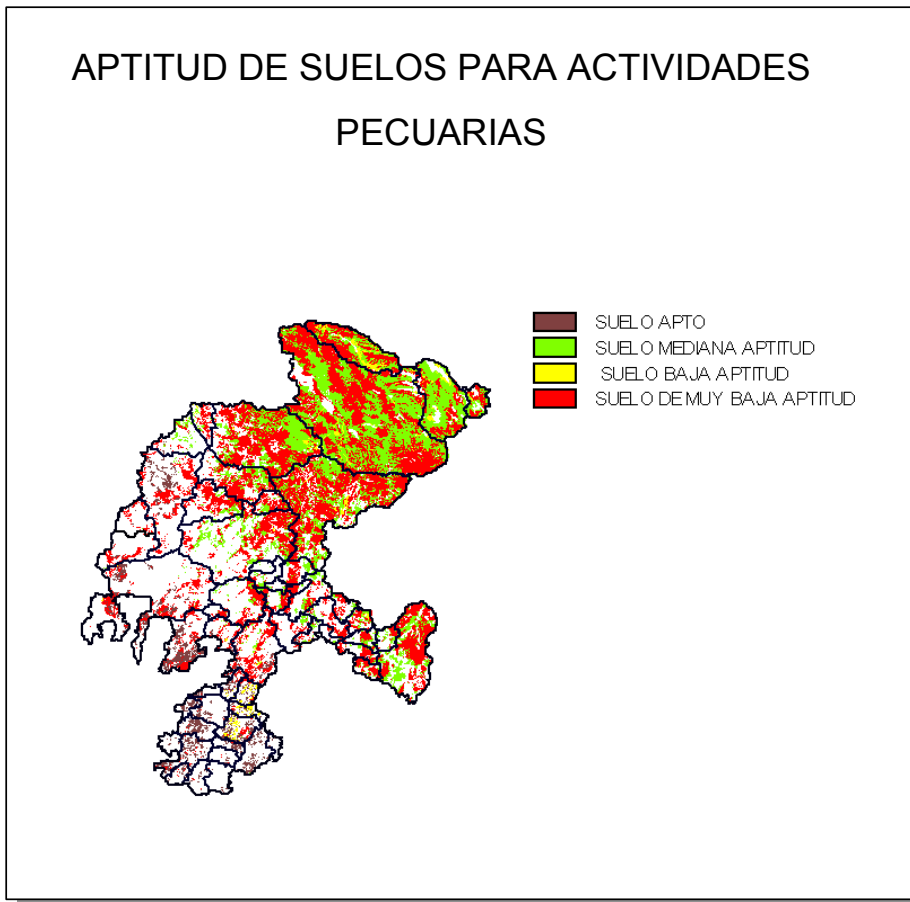 APTITUD DE SUELOS PARA ACTIVIDADES
PECUARIAS
SUELO APTO
SUELO MEDIANA APTITUD
SUELO BAJA APTITUD
SUELO DE MUY BAJA APTITUD